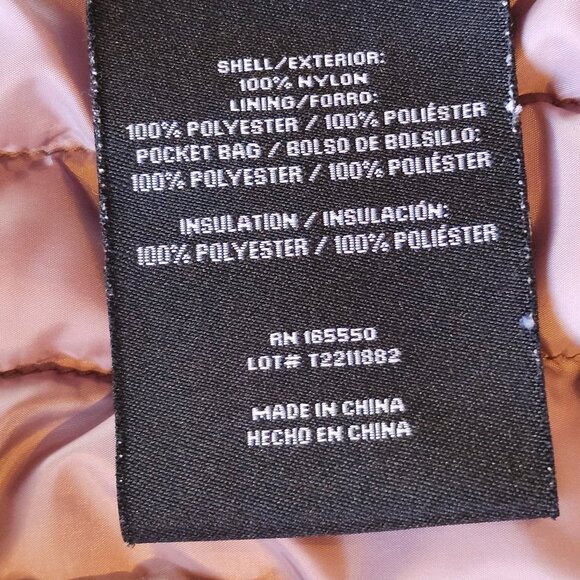 SHELL/EXTERIOR:
100% NYLON
LINING/FORRO:
100% POLYESTER / 100% POLIÉSTER
POCKET BAG / BOLSO DE BOLSILLO:
100% POLYESTER / 100% POLIÉSTER
INSULATION / INSULACIÓN:
100% POLYESTER / 100% POLIÉSTER
RN 165550
LOT# T2211882
MADE IN CHINA
HECHO EN CHINA